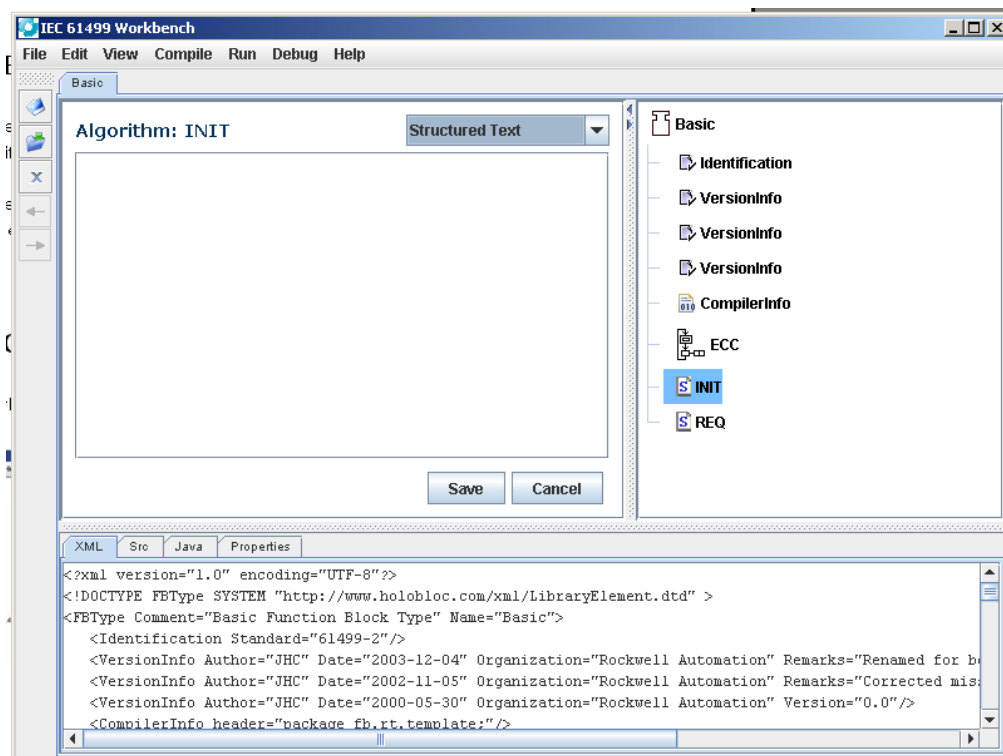 IEC 61499 Workbench
File Edit View Compile Run Debug Help
Basic
Algorithm: INIT
Structured Text
Save Cancel
Basic
Identification
VersionInfo
VersionInfo
VersionInfo
CompilerInfo
ECC
INIT
REQ
XML Src Java Properties
<?xml version="1.0" encoding="UTF-8"?>
<!DOCTYPE FBType SYSTEM "http://www.holobloc.com/xml/LibraryElement.dtd" >
<FBType Comment="Basic Function Block Type" Name="Basic">
<Identification Standard="61499-2"/>
<VersionInfo Author="JHC" Date="2003-12-04" Organization="Rockwell Automation" Remarks="Renamed for be
<VersionInfo Author="JHC" Date="2002-11-05" Organization="Rockwell Automation" Remarks="Corrected mis
<VersionInfo Author="JHC" Date="2000-05-30" Organization="Rockwell Automation" Version="0.0"/>
<CompilerInfo header="package fb.rt.template;"/>